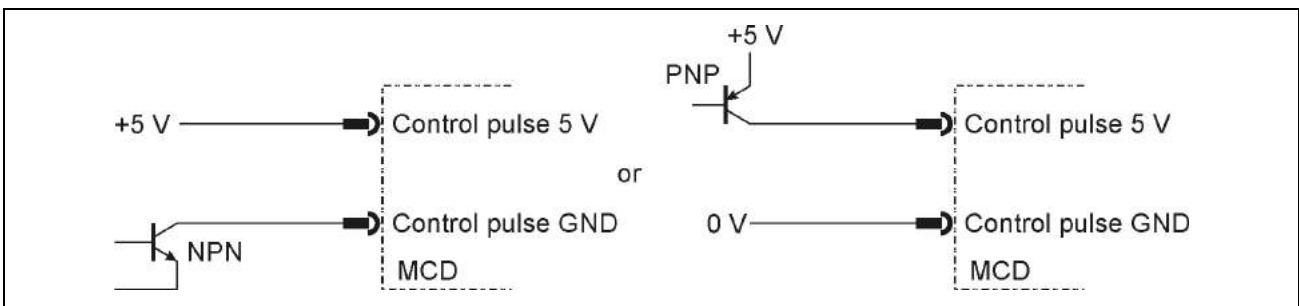 +5 V
PNP
+5 V
Control pulse 5 V
Control pulse 5 V
or
Control pulse GND
0 V
Control pulse GND
NPN
MCD
MCD